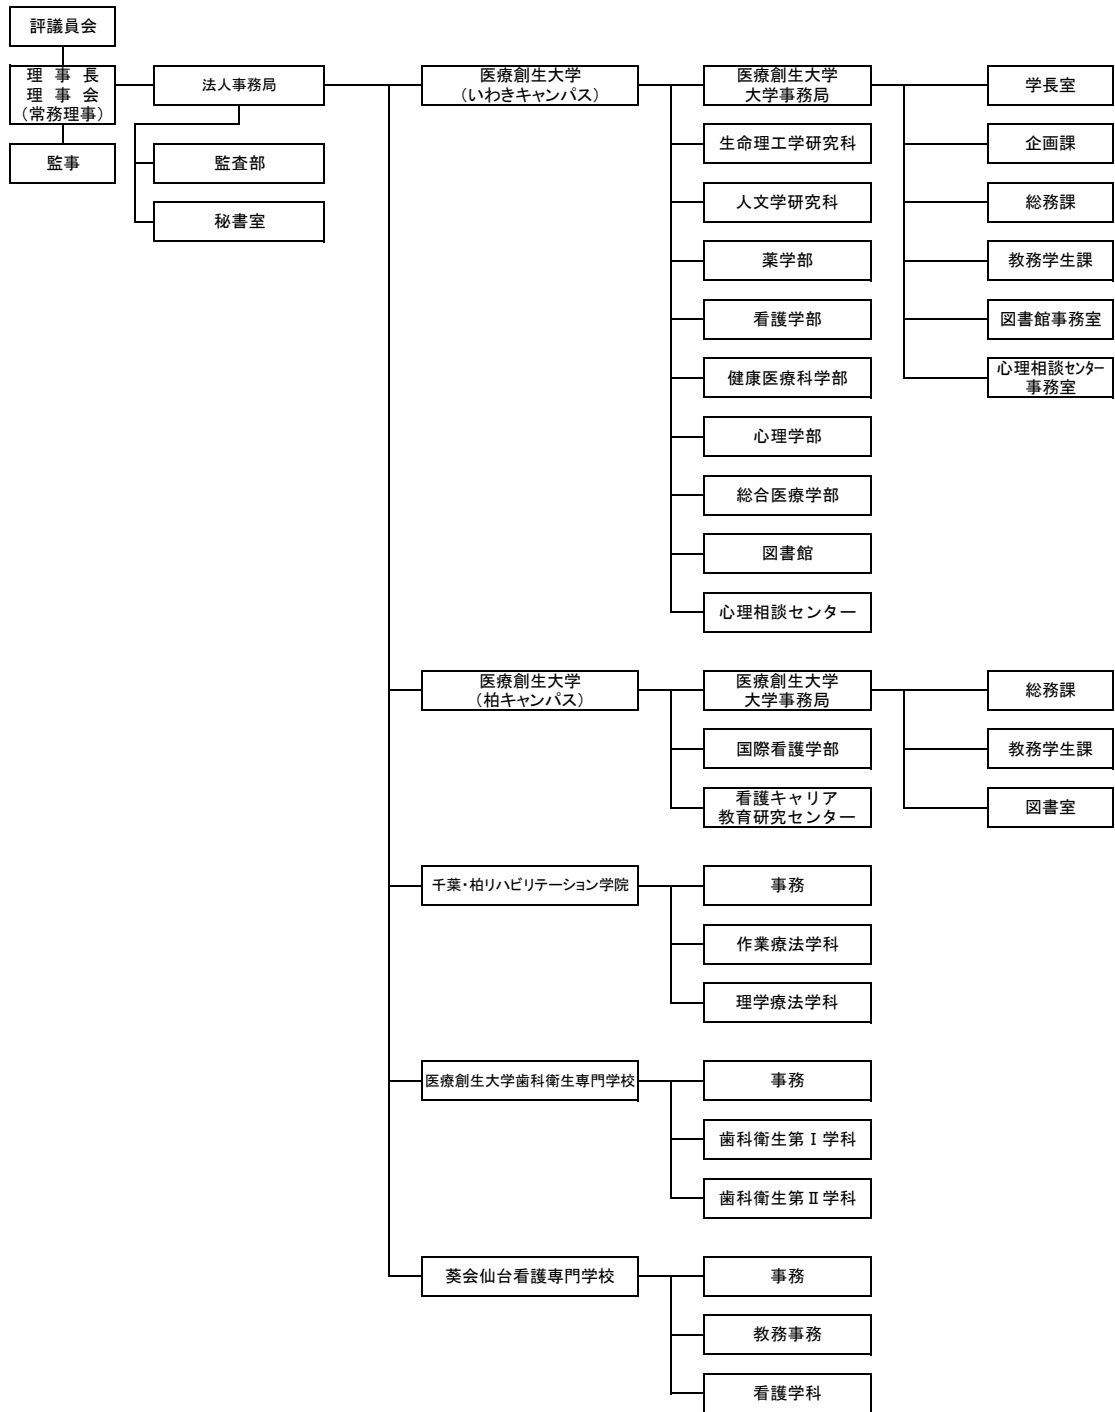 評議員会
理　事　長
理　事　会
（常務理事）
監事
法人事務局
監査部
秘書室
医療創生大学
（いわきキャンパス）
医療創生大学
大学事務局
生命理工学研究科
人文学研究科
薬学部
看護学部
健康医療科学部
心理学部
総合医療学部
図書館
心理相談センター
学長室
企画課
総務課
教務学生課
図書館事務室
心理相談センター
事務室
医療創生大学
（柏キャンパス）
医療創生大学
大学事務局
国際看護学部
看護キャリア
教育研究センター
総務課
教務学生課
図書室
千葉・柏リハビリテーション学院
事務
作業療法学科
理学療法学科
医療創生大学歯科衛生専門学校
事務
歯科衛生第Ⅰ学科
歯科衛生第Ⅱ学科
葵会仙台看護専門学校
事務
教務事務
看護学科